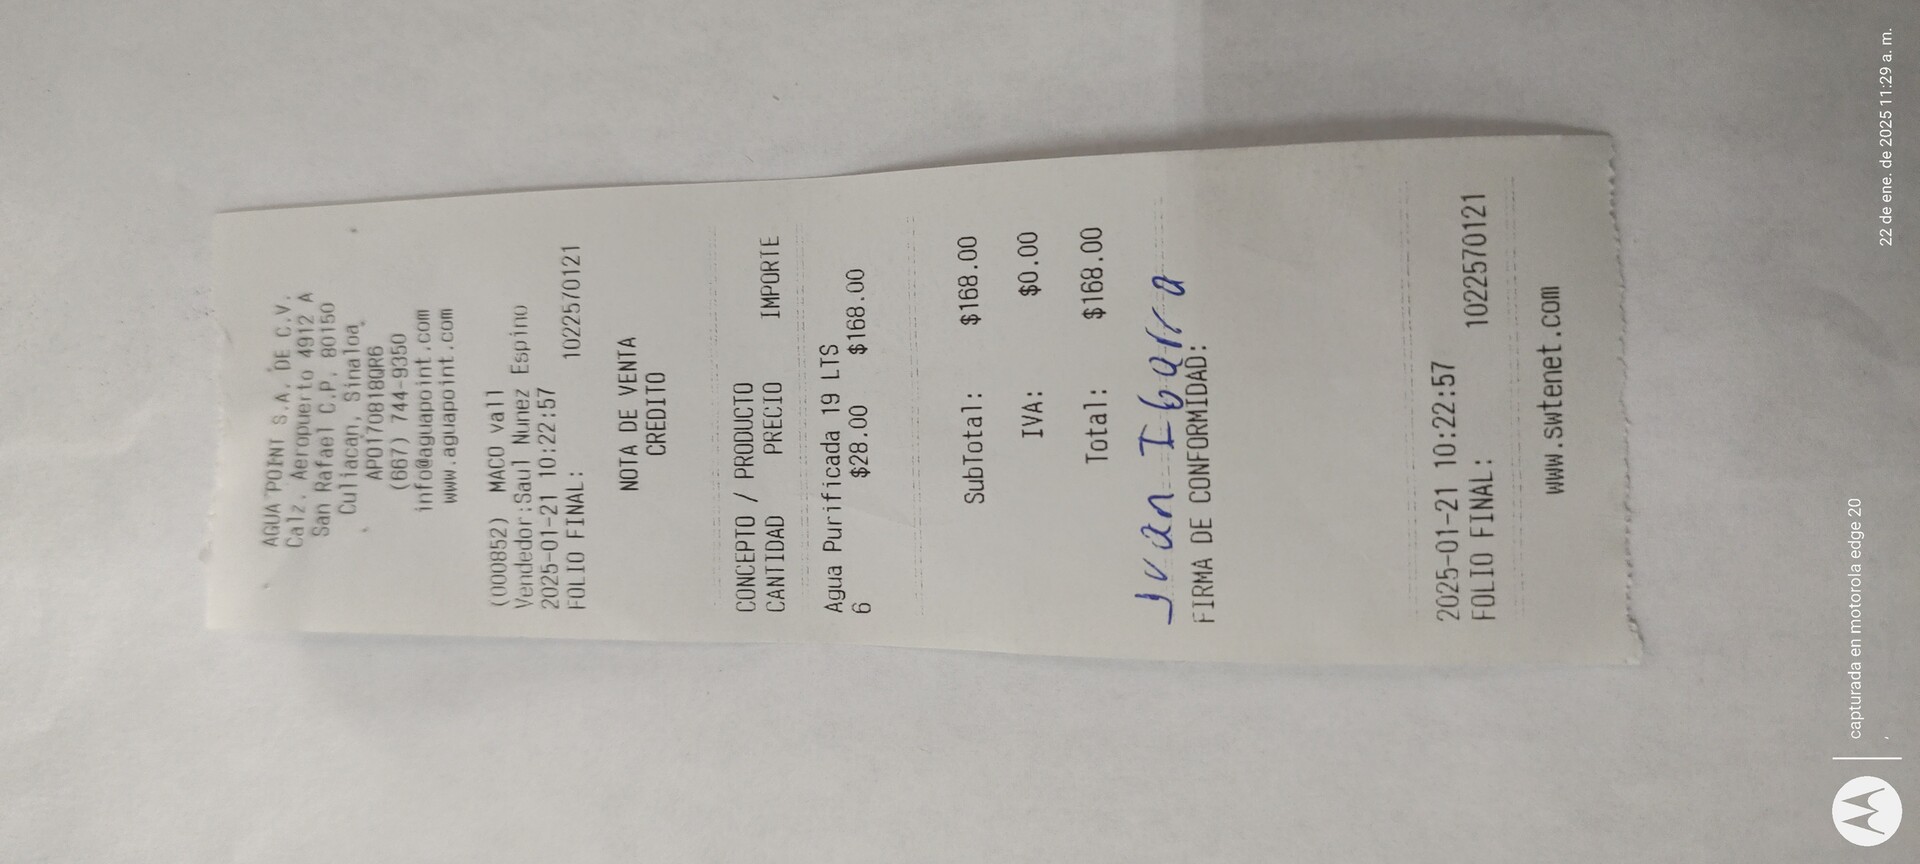 AGUA POINT S.A. DE C.V.
Calz. Aeropuerto 4912 A
San Rafael C.P. 80150
Culiacan, Sinaloa
APO170818QR6
(667) 744-9350
info@aguapoint.com
www.aguapoint.com
(000852) MACO vall
Vendedor:Saul Nunez Espino
2025-01-21 10:22:57
FOLIO FINAL: 1022570121
NOTA DE VENTA
CREDITO
CONCEPTO / PRODUCTO
CANTIDAD PRECIO IMPORTE
Agua Purificada 19 LTS
6 $28.00 $168.00
SubTotal: $168.00
IVA: $0.00
Total: $168.00
Juan Ibarra
FIRMA DE CONFORMIDAD:
2025-01-21 10:22:57
FOLIO FINAL: 1022570121
www.swtenet.com
capturada en motorola edge 20
22 de ene. de 2025 11:29 a. m.